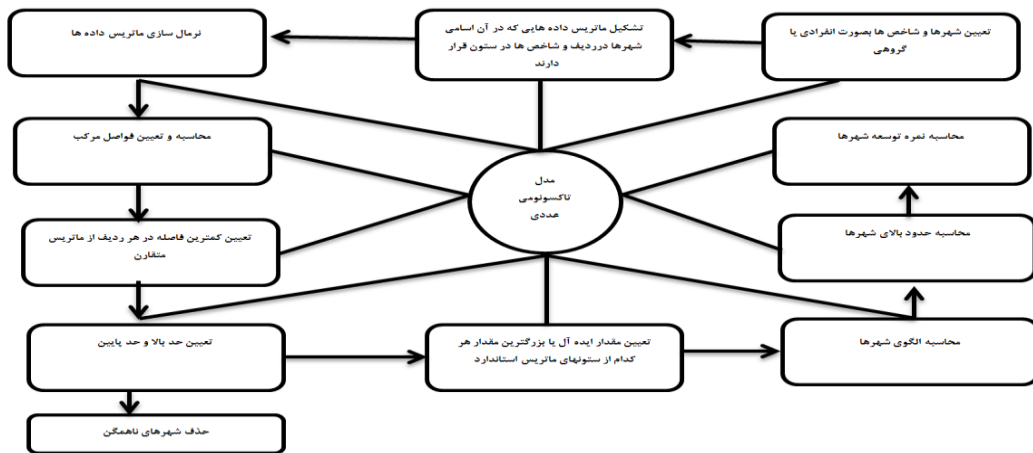 تعیین شهرها و شاخص ها بصورت انفرادی یا
گروهی
تشکیل ماتریس داده هایی که در آن اسامی
شهرها درردیف و شاخص ها در ستون قرار
دارند
نرمال سازی ماتریس داده ها
محاسبه و تعیین فواصل مرکب
تعیین کمترین فاصله در هر ردیف از ماتریس
متقارن
تعیین حد بالا و حد پایین
حذف شهرهای ناهمگن
تعیین مقدار ایده آل یا بزرگترین مقدار هر
کدام از ستونهای ماتریس استاندارد
محاسبه الگوی شهرها
محاسبه حدود بالای شهرها
محاسبه نمره توسعه شهرها
مدل
تاکسونومی
عددی